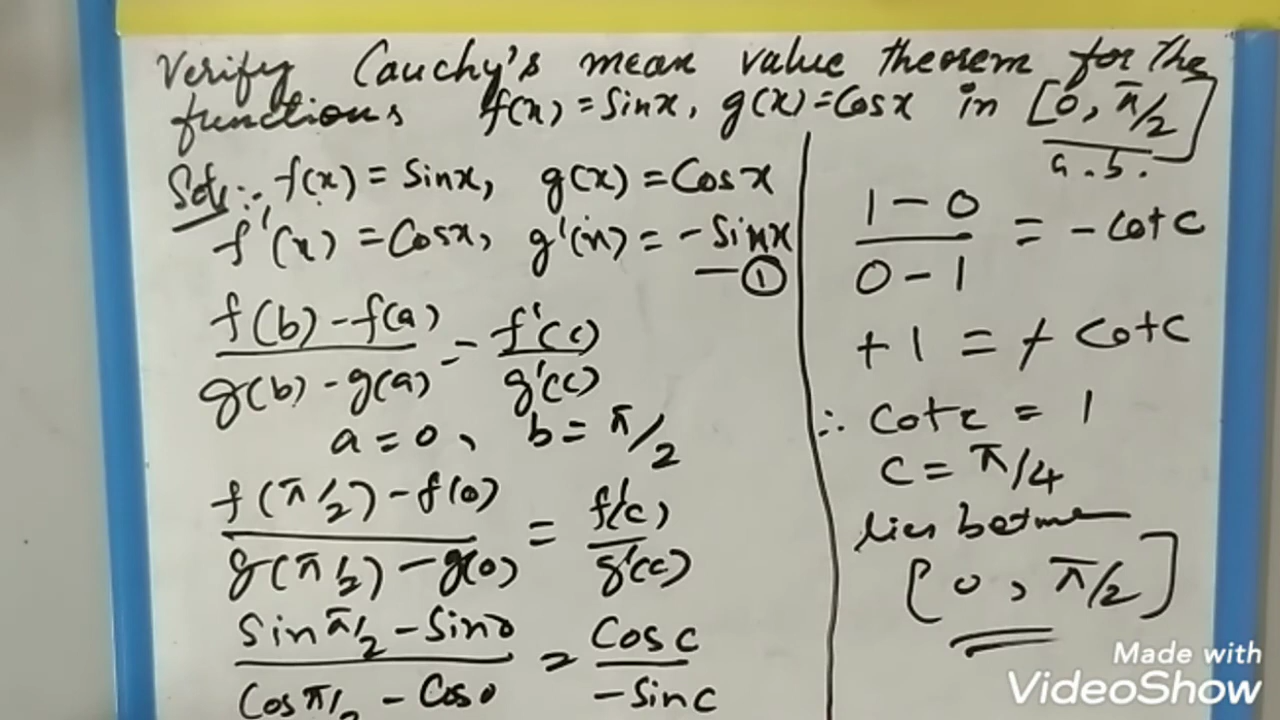 Verify Cauchy's mean value theorem for the
functions f(x) = Sinx, g(x) = Cosx in [0, π/2]
a . b .
Soln:- f(x) = Sinx, g(x) = Cosx
f'(x) = Cosx, g'(x) = - Sinx
— ①
f(b) - f(a) / g(b) - g(a) = f'(c) / g'(c)
a = 0, b = π/2
f(π/2) - f(0) / g(π/2) - g(0) = f'(c) / g'(c)
Sin π/2 - Sin 0 / Cos π/2 - Cos 0 = Cos c / - Sin c
1 - 0 / 0 - 1 = - Cot c
+ 1 = + Cot c
∴ Cot c = 1
C = π/4
lies between
[0, π/2]
Made with
VideoShow